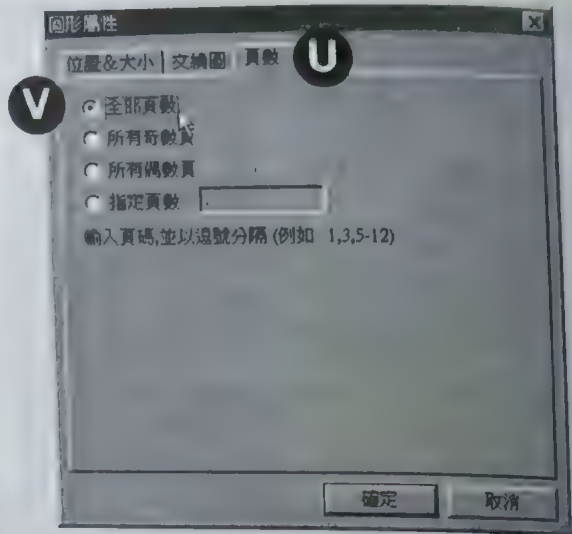 圖形屬性
位置&大小 文繞圖 頁數 U
V 全部頁數
所有奇數頁
所有偶數頁
指定頁數
輸入頁碼,並以逗號分隔 (例如 1,3,5-12)
確定 取消